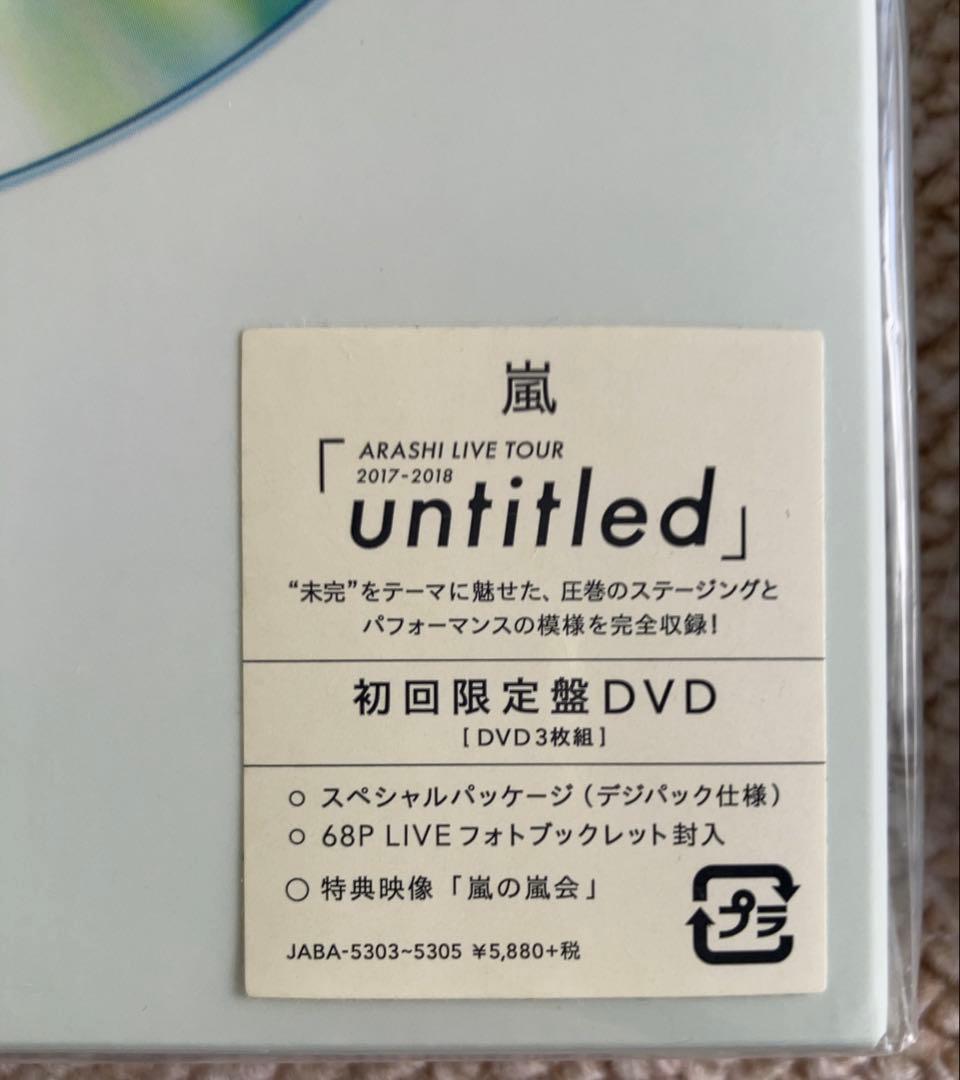 嵐
「ARASHI LIVE TOUR
2017-2018
untitled」
“未完”をテーマに魅せた、圧巻のステージングと
パフォーマンスの模様を完全収録！
初回限定盤DVD
[DVD3枚組]
○ スペシャルパッケージ（デジパック仕様）
○ 68P LIVEフォトブックレット封入
○ 特典映像「嵐の嵐会」
プラ
JABA-5303~5305 ¥5,880+税